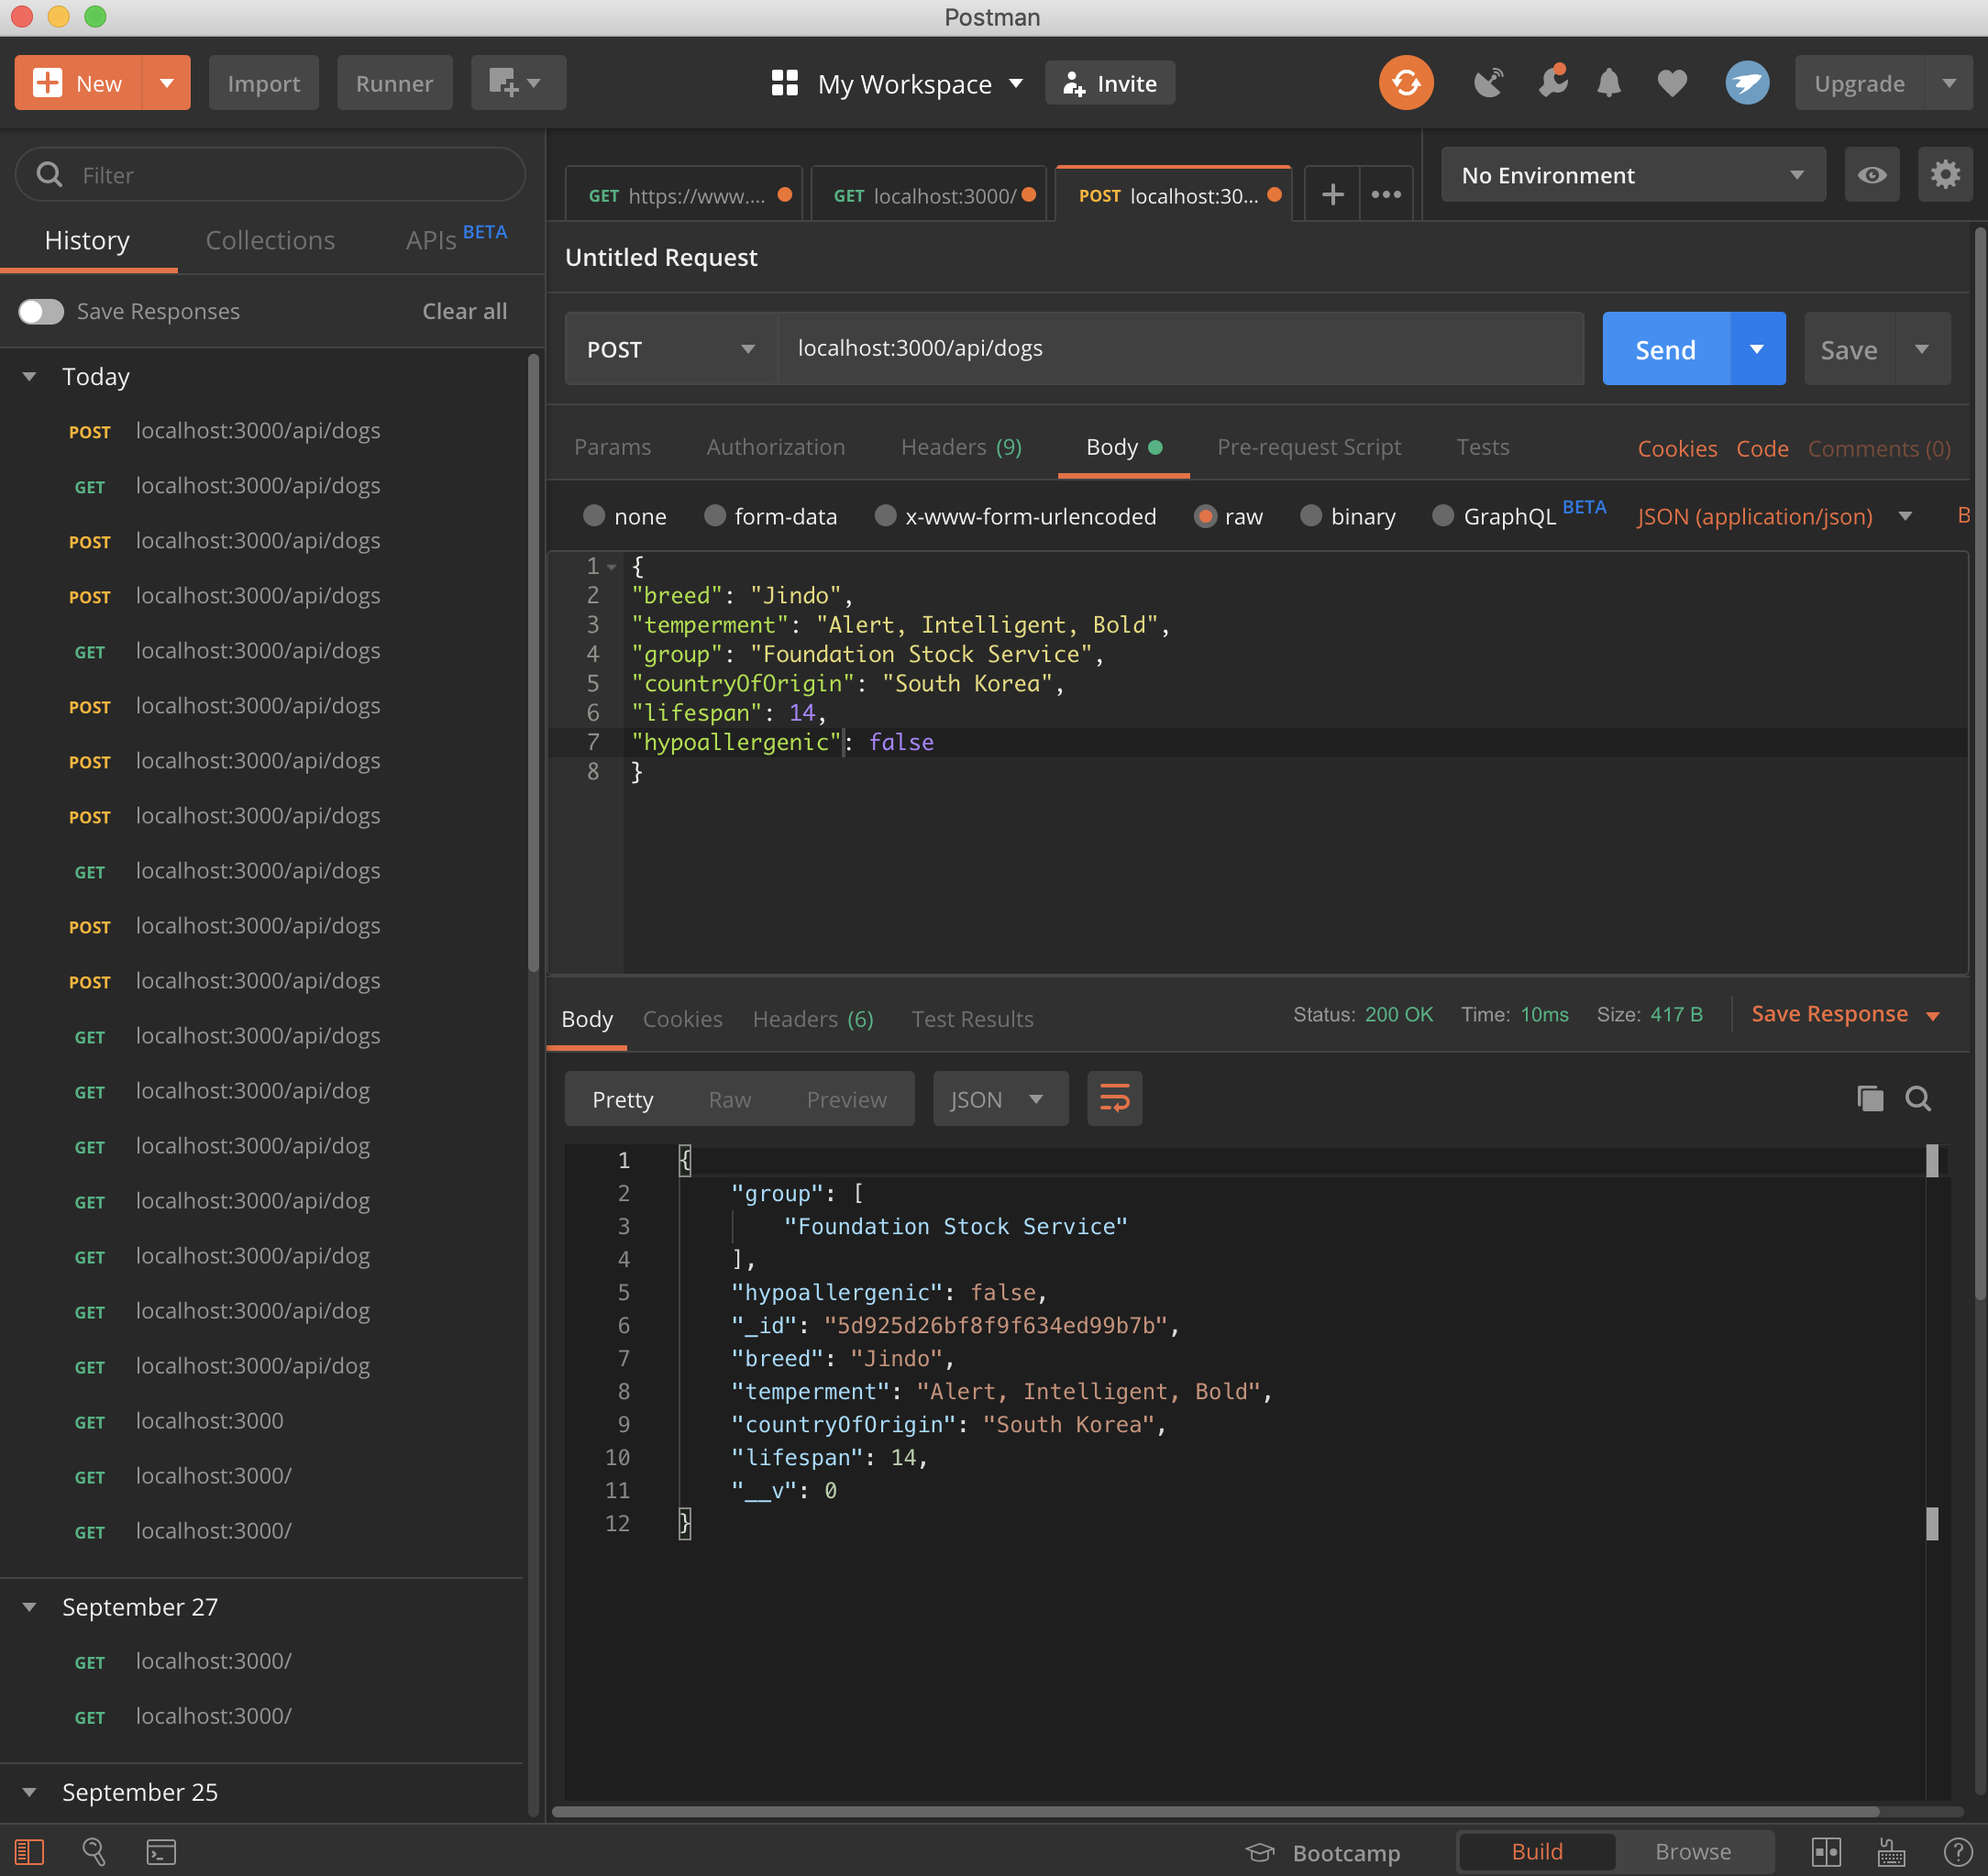 Postman
New
Import
Runner
My Workspace
Invite
Upgrade
Filter
History
Collections
APIs BETA
Save Responses
Clear all
Today
POST localhost:3000/api/dogs
GET localhost:3000/api/dogs
POST localhost:3000/api/dogs
POST localhost:3000/api/dogs
GET localhost:3000/api/dogs
POST localhost:3000/api/dogs
POST localhost:3000/api/dogs
POST localhost:3000/api/dogs
GET localhost:3000/api/dogs
POST localhost:3000/api/dogs
POST localhost:3000/api/dogs
GET localhost:3000/api/dogs
GET localhost:3000/api/dog
GET localhost:3000/api/dog
GET localhost:3000/api/dog
GET localhost:3000/api/dog
GET localhost:3000/api/dog
GET localhost:3000/api/dog
GET localhost:3000
GET localhost:3000/
GET localhost:3000/
September 27
GET localhost:3000/
GET localhost:3000/
September 25
GET https://www....
GET localhost:3000/
POST localhost:30...
No Environment
Untitled Request
POST
localhost:3000/api/dogs
Send
Save
Params
Authorization
Headers (9)
Body
Pre-request Script
Tests
Cookies
Code
Comments (0)
none
form-data
x-www-form-urlencoded
raw
binary
GraphQL BETA
JSON (application/json)
B
1 {
2 "breed": "Jindo",
3 "temperment": "Alert, Intelligent, Bold",
4 "group": "Foundation Stock Service",
5 "countryOfOrigin": "South Korea",
6 "lifespan": 14,
7 "hypoallergenic": false
8 }
Body
Cookies
Headers (6)
Test Results
Status: 200 OK
Time: 10ms
Size: 417 B
Save Response
Pretty
Raw
Preview
JSON
1 {
2 "group": [
3 "Foundation Stock Service"
4 ],
5 "hypoallergenic": false,
6 "_id": "5d925d26bf8f9f634ed99b7b",
7 "breed": "Jindo",
8 "temperment": "Alert, Intelligent, Bold",
9 "countryOfOrigin": "South Korea",
10 "lifespan": 14,
11 "__v": 0
12 }
Bootcamp
Build
Browse